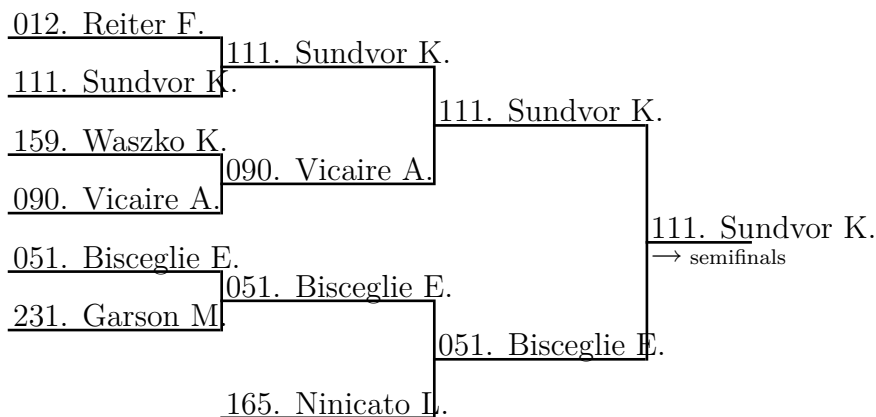 012. Reiter F.
111. Sundvor K.
111. Sundvor K.
111. Sundvor K.
159. Waszko K.
090. Vicaire A.
090. Vicaire A.
111. Sundvor K.
→ semifinals
051. Bisceglie E.
051. Bisceglie E.
231. Garson M.
051. Bisceglie E.
165. Ninicato L.